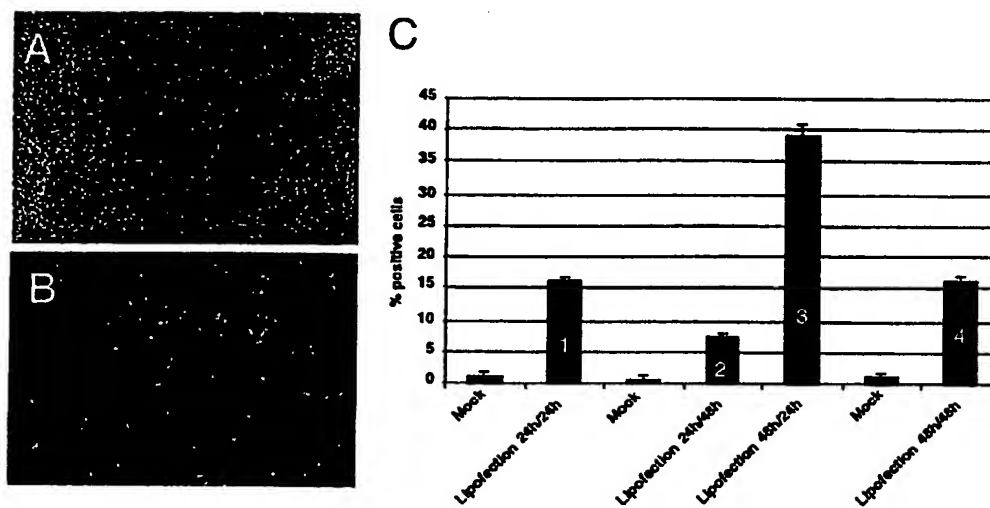 A
B
C
% positive cells
45
40
35
30
25
20
15
10
5
0
1
2
3
4
Mock
Lipofection 24h/24h
Mock
Lipofection 24h/48h
Lipofection 48h/24h
Mock
Lipofection 48h/48h